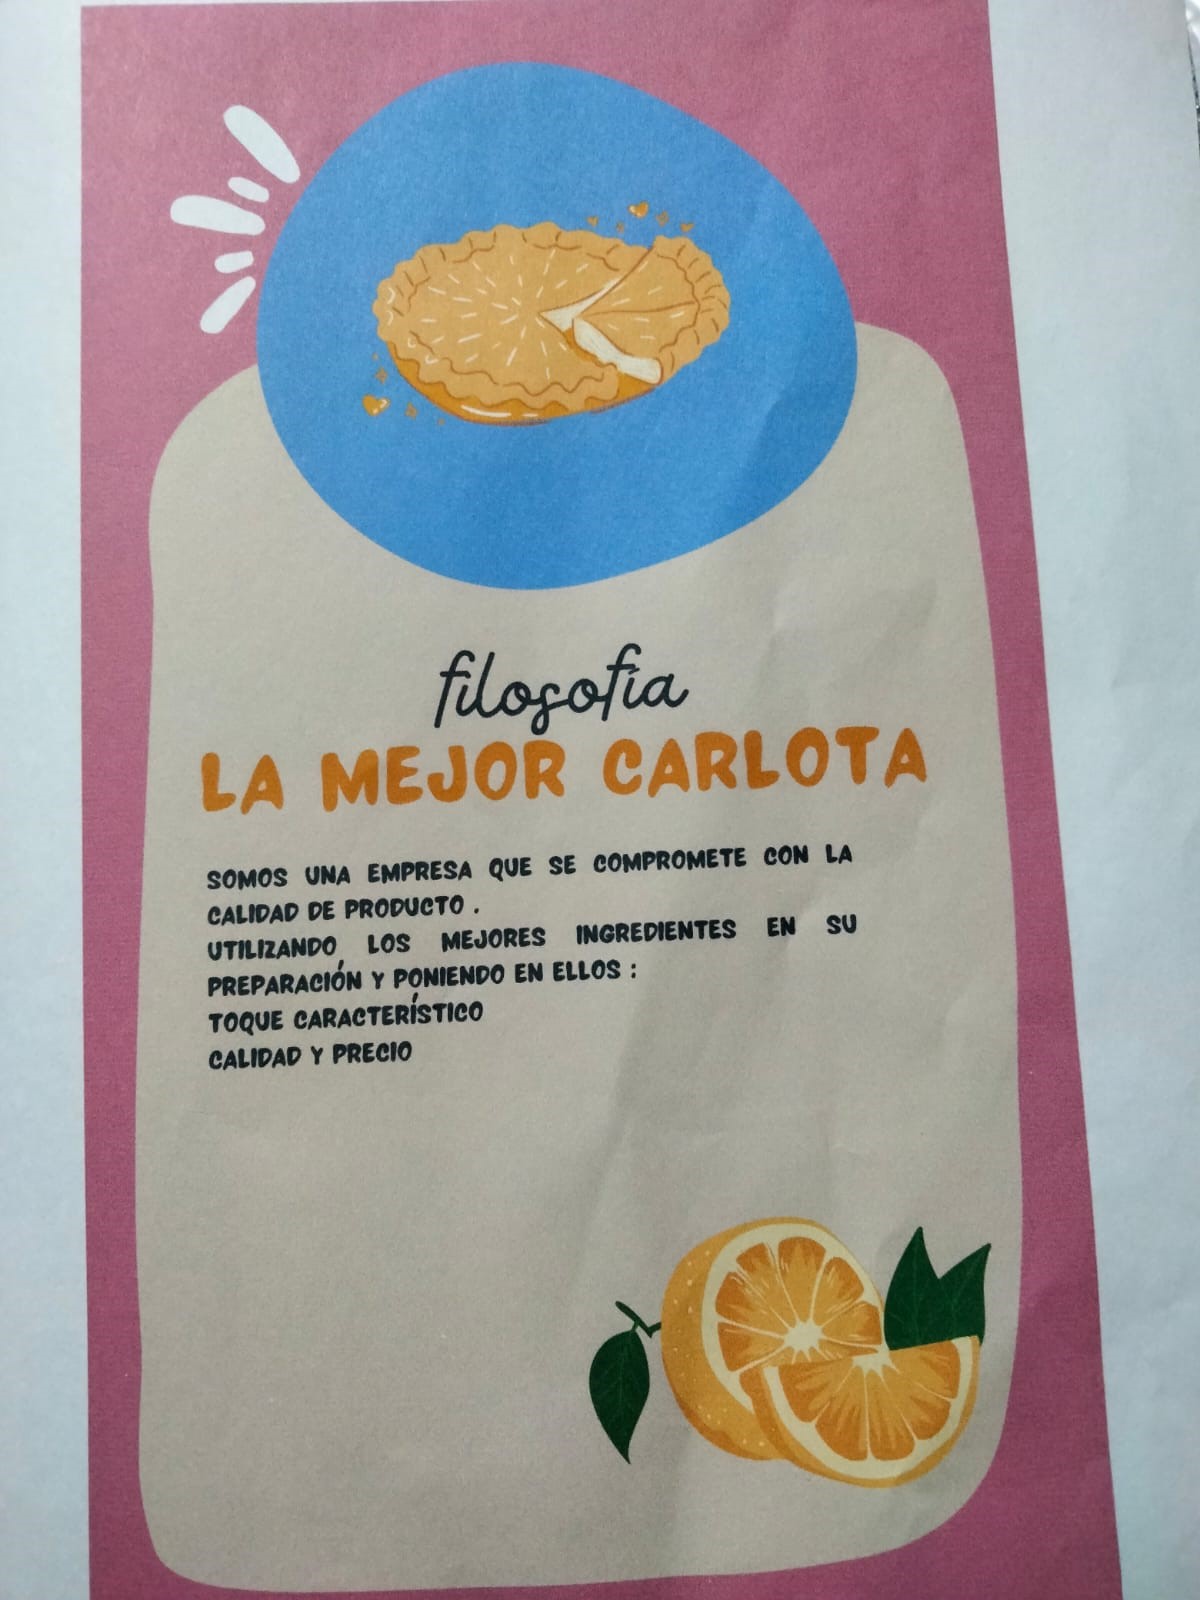 filosofía
LA MEJOR CARLOTA
SOMOS UNA EMPRESA QUE SE COMPROMETE CON LA
CALIDAD DE PRODUCTO .
UTILIZANDO LOS MEJORES INGREDIENTES EN SU
PREPARACIÓN Y PONIENDO EN ELLOS :
TOQUE CARACTERÍSTICO
CALIDAD Y PRECIO